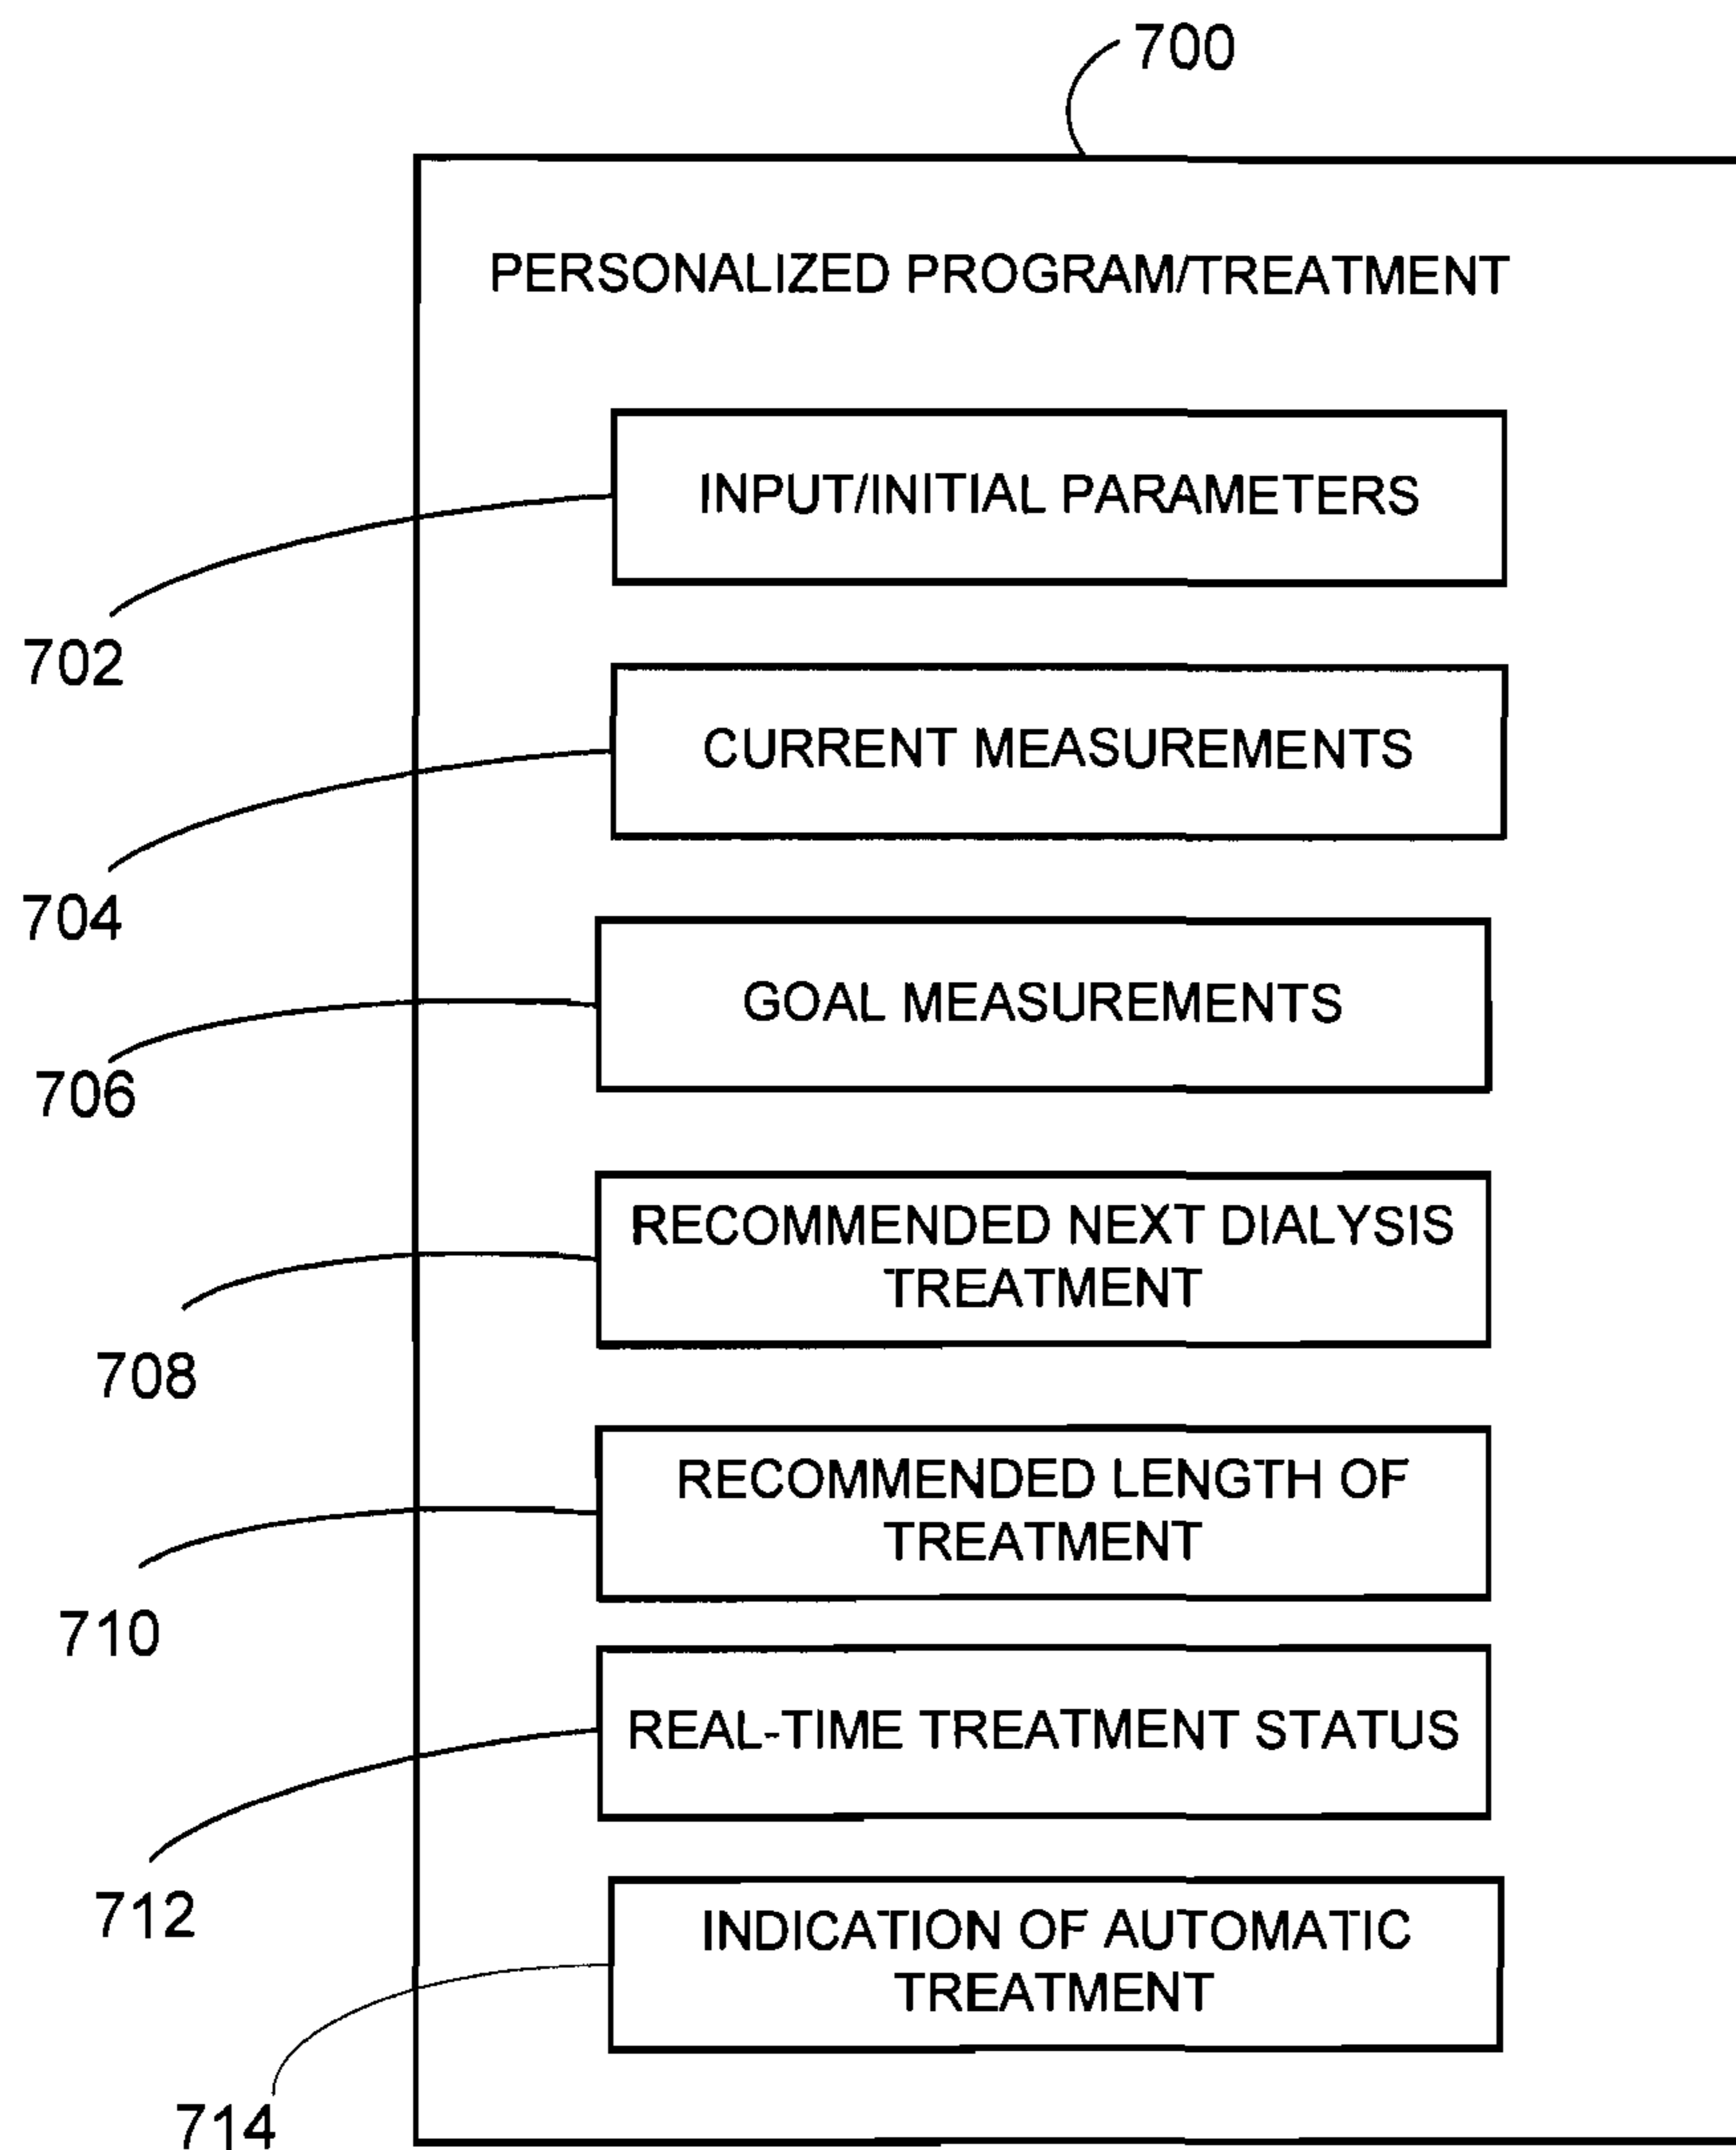 700
PERSONALIZED PROGRAM/TREATMENT
INPUT/INITIAL PARAMETERS
702
CURRENT MEASUREMENTS
704
GOAL MEASUREMENTS
706
RECOMMENDED NEXT DIALYSIS
TREATMENT
708
RECOMMENDED LENGTH OF
TREATMENT
710
REAL-TIME TREATMENT STATUS
712
INDICATION OF AUTOMATIC
TREATMENT
714